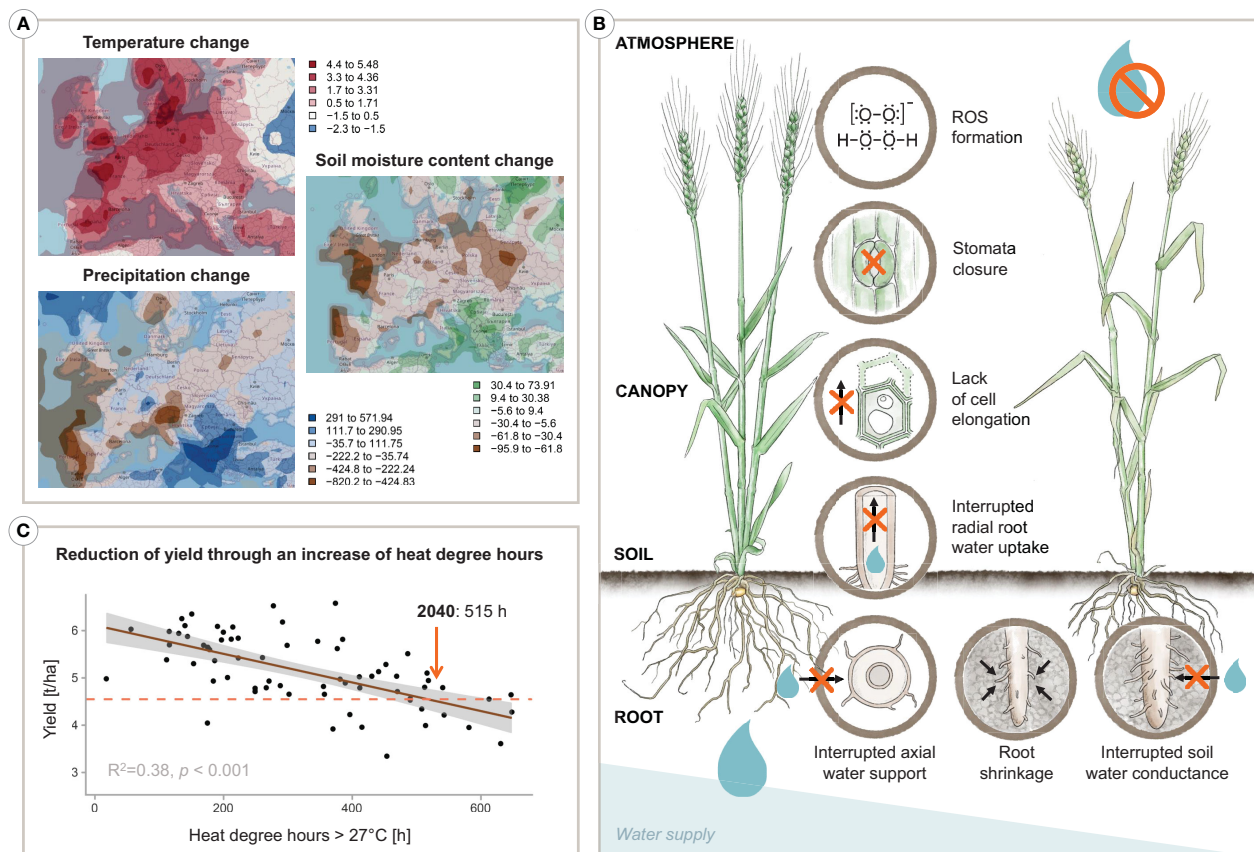 A
Temperature change
4.4 to 5.48
3.3 to 4.36
1.7 to 3.31
0.5 to 1.71
−1.5 to 0.5
−2.3 to −1.5
Soil moisture content change
30.4 to 73.91
9.4 to 30.38
−5.6 to 9.4
−30.4 to −5.6
−61.8 to −30.4
−95.9 to −61.8
Precipitation change
291 to 571.94
111.7 to 290.95
−35.7 to 111.75
−222.2 to −35.74
−424.8 to −222.24
−820.2 to −424.83
B
ATMOSPHERE
CANOPY
SOIL
ROOT
[:O−O:]−
H−O−O−H
ROS
formation
Stomata
closure
Lack
of cell
elongation
Interrupted
radial root
water uptake
Interrupted axial
water support
Root
shrinkage
Interrupted soil
water conductance
Water supply
C
Reduction of yield through an increase of heat degree hours
2040: 515 h
Yield [t/ha]
6
5
4
3
R²=0.38, p < 0.001
0
200
400
600
Heat degree hours > 27°C [h]